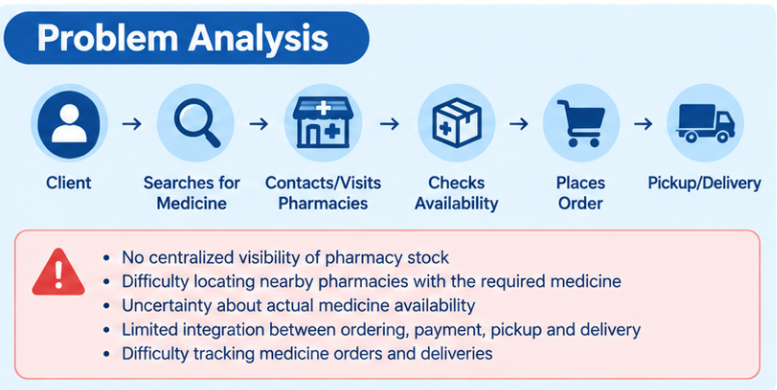 Problem Analysis
Client
Searches for
Medicine
Contacts/Visits
Pharmacies
Checks
Availability
Places
Order
Pickup/Delivery
• No centralized visibility of pharmacy stock
• Difficulty locating nearby pharmacies with the required medicine
• Uncertainty about actual medicine availability
• Limited integration between ordering, payment, pickup and delivery
• Difficulty tracking medicine orders and deliveries